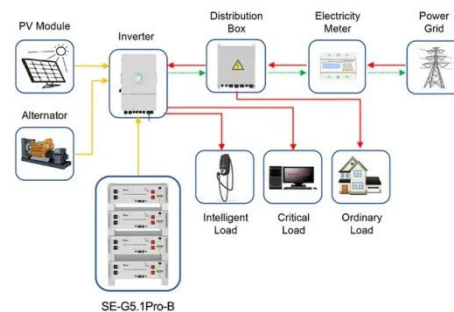 PV Module
Inverter
Distribution
Box
Electricity
Meter
Power
Grid
Alternator
Intelligent
Load
Critical
Load
Ordinary
Load
SE-G5.1Pro-B